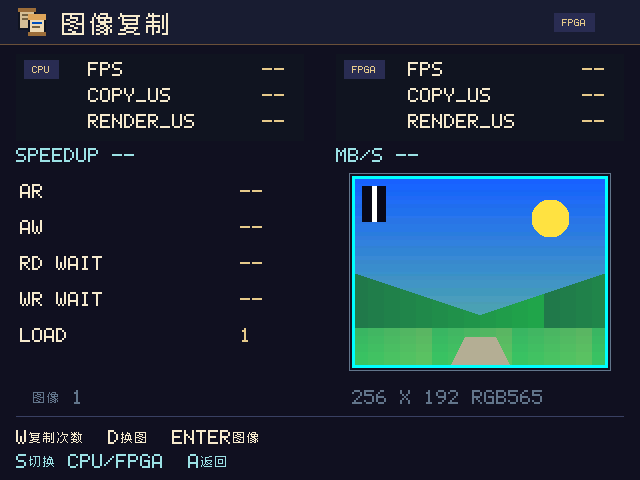 图像复制 FPGA
CPU FPS -- FPGA FPS --
COPY_US -- COPY_US --
RENDER_US -- RENDER_US --
SPEEDUP -- MB/S --
AR --
AW --
RD WAIT --
WR WAIT --
LOAD 1
图像 1 256 X 192 RGB565
W复制次数 D换图 ENTER图像
S切换 CPU/FPGA A返回